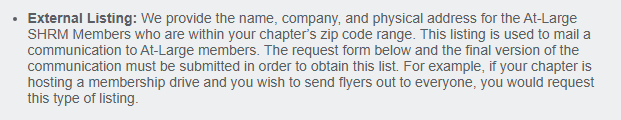 • External Listing: We provide the name, company, and physical address for the At-Large
SHRM Members who are within your chapter's zip code range. This listing is used to mail a
communication to At-Large members. The request form below and the final version of the
communication must be submitted in order to obtain this list. For example, if your chapter is
hosting a membership drive and you wish to send flyers out to everyone, you would request
this type of listing.